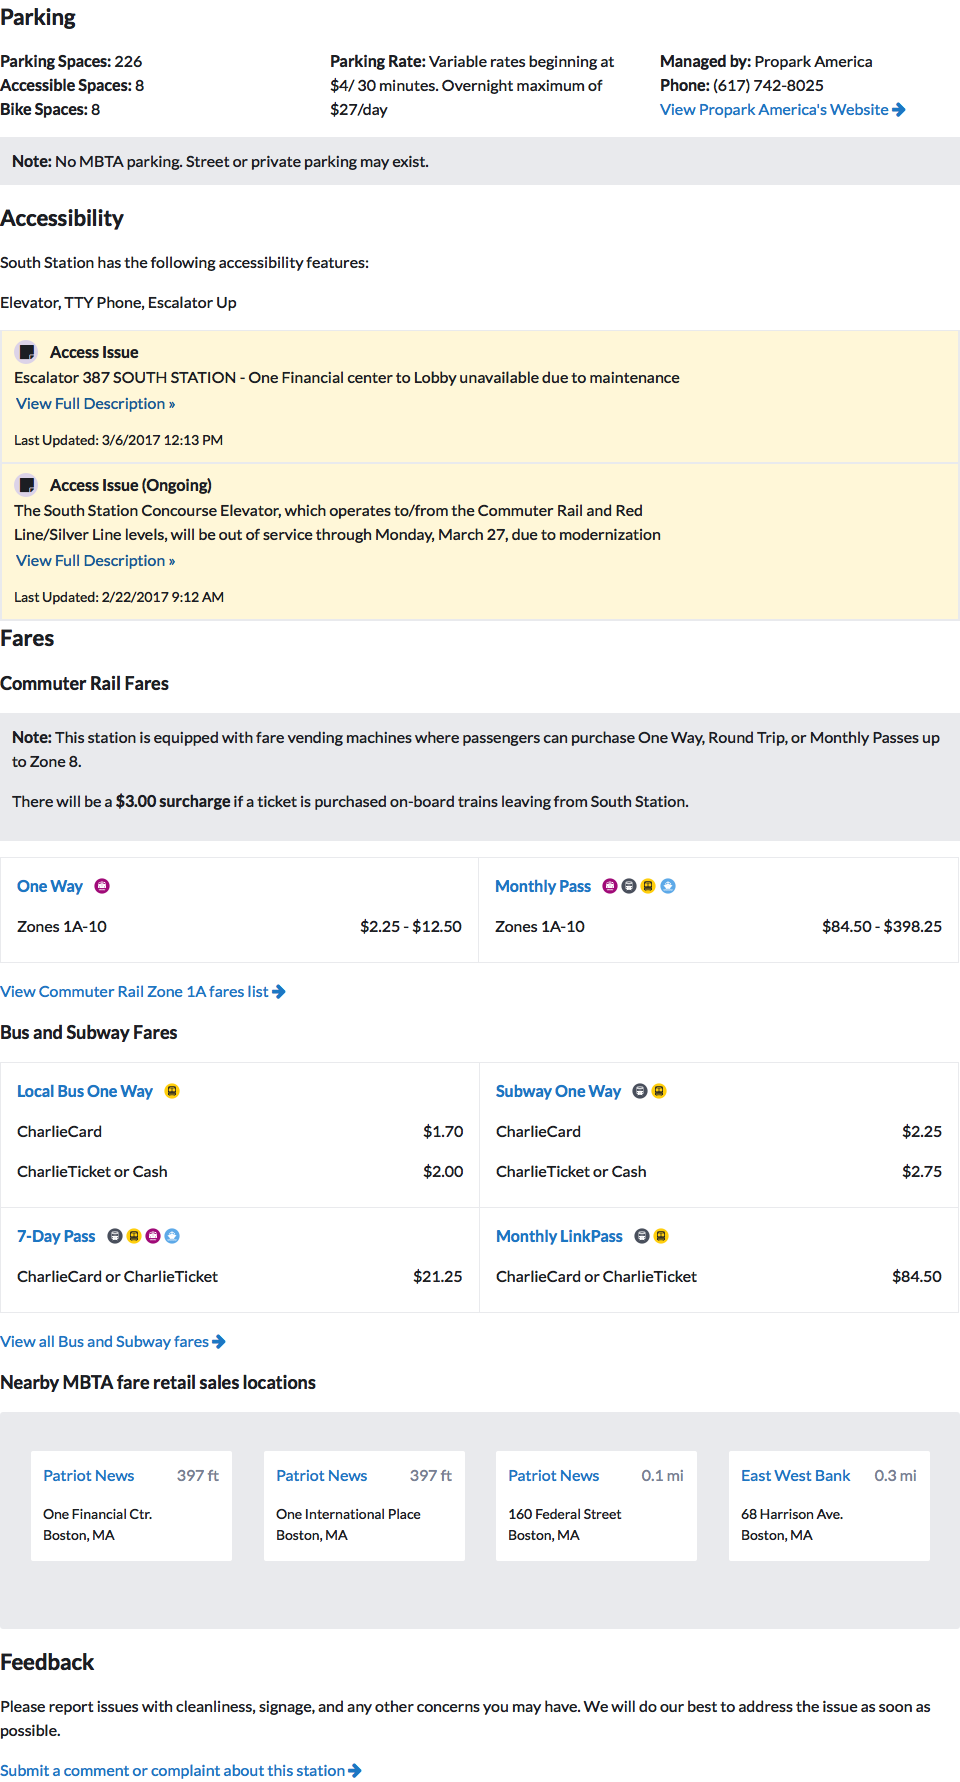 Parking
Parking Spaces: 226
Accessible Spaces: 8
Bike Spaces: 8
Parking Rate: Variable rates beginning at
$4/ 30 minutes. Overnight maximum of
$27/day
Managed by: Propark America
Phone: (617) 742-8025
View Propark America's Website
Note: No MBTA parking. Street or private parking may exist.
Accessibility
South Station has the following accessibility features:
Elevator, TTY Phone, Escalator Up
Access Issue
Escalator 387 SOUTH STATION - One Financial center to Lobby unavailable due to maintenance
View Full Description »
Last Updated: 3/6/2017 12:13 PM
Access Issue (Ongoing)
The South Station Concourse Elevator, which operates to/from the Commuter Rail and Red
Line/Silver Line levels, will be out of service through Monday, March 27, due to modernization
View Full Description »
Last Updated: 2/22/2017 9:12 AM
Fares
Commuter Rail Fares
Note: This station is equipped with fare vending machines where passengers can purchase One Way, Round Trip, or Monthly Passes up
to Zone 8.
There will be a $3.00 surcharge if a ticket is purchased on-board trains leaving from South Station.
One Way
Zones 1A-10 $2.25 - $12.50
Monthly Pass
Zones 1A-10 $84.50 - $398.25
View Commuter Rail Zone 1A fares list
Bus and Subway Fares
Local Bus One Way
CharlieCard $1.70
CharlieTicket or Cash $2.00
Subway One Way
CharlieCard $2.25
CharlieTicket or Cash $2.75
7-Day Pass
CharlieCard or CharlieTicket $21.25
Monthly LinkPass
CharlieCard or CharlieTicket $84.50
View all Bus and Subway fares
Nearby MBTA fare retail sales locations
Patriot News 397 ft
One Financial Ctr.
Boston, MA
Patriot News 397 ft
One International Place
Boston, MA
Patriot News 0.1 mi
160 Federal Street
Boston, MA
East West Bank 0.3 mi
68 Harrison Ave.
Boston, MA
Feedback
Please report issues with cleanliness, signage, and any other concerns you may have. We will do our best to address the issue as soon as
possible.
Submit a comment or complaint about this station